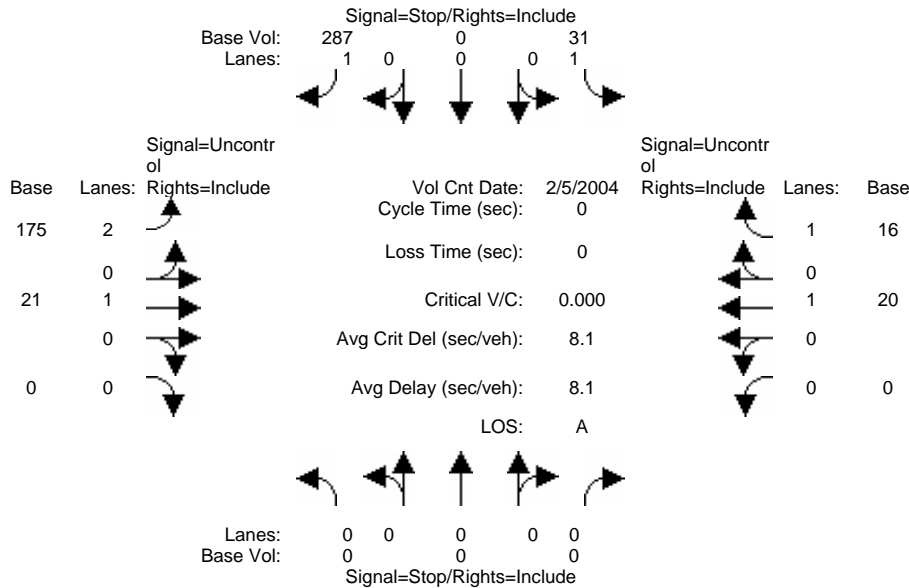 Signal=Stop/Rights=Include
Base Vol: 287 0 31
Lanes: 1 0 0 0 1
Signal=Uncontr
ol
Rights=Include
Signal=Uncontr
ol
Rights=Include
Base Lanes: Vol Cnt Date: 2/5/2004 Lanes: Base
Cycle Time (sec): 0
175 2 1 16
Loss Time (sec): 0
0 0
21 1 Critical V/C: 0.000 1 20
0 Avg Crit Del (sec/veh): 8.1 0
0 0 Avg Delay (sec/veh): 8.1 0 0
LOS: A
Lanes: 0 0 0 0 0
Base Vol: 0 0 0
Signal=Stop/Rights=Include